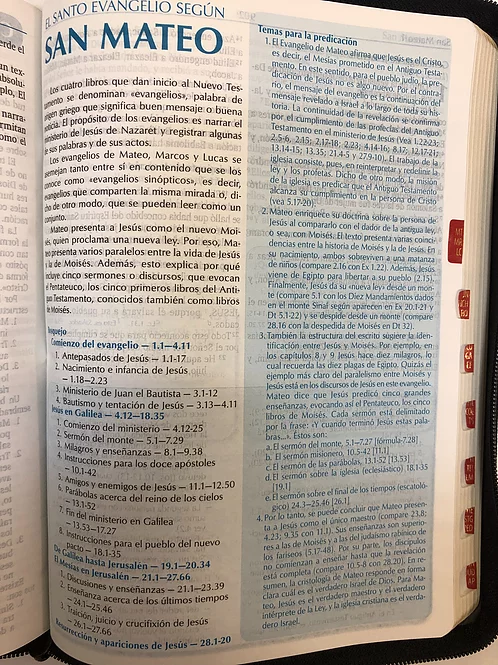 EL SANTO EVANGELIO SEGÚN
SAN MATEO
Los cuatro libros que dan inicio al Nuevo Tes-
tamento se denominan «evangelios», palabra de
origen griego que significa buen mensaje o buena
noticia. El propósito de los evangelios es narrar el
ministerio de Jesús de Nazaret y registrar algunas
de sus palabras y de sus actos.
Los evangelios de Mateo, Marcos y Lucas se
asemejan tanto entre sí en contenido que se los
conoce como «evangelios sinópticos», es decir,
evangelios que comparten la misma mirada o, di-
cho de otro modo, que se pueden leer como un
conjunto.
Mateo presenta a Jesús como el nuevo Moi-
sés, quien proclama una nueva ley. Por eso, Ma-
teo presenta varios paralelos entre la vida de Jesús
y la de Moisés. Además, esto explica por qué
incluye cinco sermones o discursos, que evocan
el Pentateuco, los cinco primeros libros del Anti-
guo Testamento, conocidos también como libros
de Moisés.
Bosquejo
Comienzo del evangelio — 1.1—4.11
1. Antepasados de Jesús — 1.1-17
2. Nacimiento e infancia de Jesús
— 1.18—2.23
3. Ministerio de Juan el Bautista — 3.1-12
4. Bautismo y tentación de Jesús — 3.13—4.11
Jesús en Galilea — 4.12—18.35
1. Comienzo del ministerio — 4.12-25
2. Sermón del monte — 5.1—7.29
3. Milagros y enseñanzas — 8.1—9.38
4. Instrucciones para los doce apóstoles
— 10.1-42
5. Amigos y enemigos de Jesús — 11.1—12.50
6. Parábolas acerca del reino de los cielos
— 13.1-52
7. Fin del ministerio en Galilea
— 13.53—17.27
8. Instrucciones para el pueblo del nuevo
pacto — 18.1-35
De Galilea hasta Jerusalén — 19.1—20.34
El Mesías en Jerusalén — 21.1—27.66
1. Discusiones y enseñanzas — 21.1—23.39
2. Enseñanza acerca de los últimos tiempos
— 24.1—25.46
3. Traición, juicio y crucifixión de Jesús
— 26.1—27.66
Resurrección y apariciones de Jesús — 28.1-20
Temas para la predicación
1. El Evangelio de Mateo afirma que Jesús es el Cristo,
es decir, el Mesías prometido en el Antiguo Testa-
mento. En este sentido, para el pueblo judío, la pre-
dicación de Jesús no es algo nuevo. Por el contra-
rio, el mensaje del evangelio es la continuación del
mensaje revelado a Israel a lo largo de toda su his-
toria. La continuidad de la revelación se confirma
por el cumplimiento de las profecías del Antiguo
Testamento en el ministerio de Jesús (Vea 1.22-23;
2.5-6, 2.15; 2.17-18; 2.23; 4.14-16; 8.17; 12.17-21;
13.14-15; 13.35; 21.4-5 y 27.9-10). El trabajo de la
iglesia consiste, pues, en reinterpretar y redefinir la
ley y los profetas. Dicho de otro modo, la misión
de la iglesia es predicar que el Antiguo Testamento
alcanza su cumplimiento en la persona de Cristo
(vea 5.17-20).
2. Mateo enriquece su doctrina sobre la persona de
Jesús al compararlo con el dador de la antigua ley,
o sea, con Moisés. El texto presenta varias coinci-
dencias entre la historia de Moisés y la de Jesús. En
su nacimiento, ambos sobreviven a una matanza
de niños (compare 2.16 con Ex 1.22). Además, Jesús
viene de Egipto para libertar a su pueblo (2.15).
Finalmente, Jesús da su «nueva ley» desde un mon-
te (compare 5.1 con los Diez Mandamientos dados
en el monte Sinaí según aparecen en Ex 20.1-21 y
Dt 5.1-22) y se despide desde un monte (compare
28.16 con la despedida de Moisés en Dt 32).
3. También la estructura del escrito sugiere la iden-
tificación entre Jesús y Moisés. Por ejemplo, en
los capítulos 8 y 9 Jesús hace diez milagros, lo
cual recuerda las diez plagas de Egipto. Quizás el
ejemplo más claro del paralelismo entre Moisés y
Jesús está en los discursos de Jesús en este evangelio.
Mateo dice que Jesús predicó cinco grandes
enseñanzas, evocando así el Pentateuco, los cinco
libros de Moisés. Cada sermón está delimitado
por la frase: «Y cuando terminó Jesús estas pala-
bras...». Éstos son:
a. El sermón del monte, 5.1—7.27 [fórmula-7.28]
b. El sermón misionero, 10.5-42 [11.1]
c. El sermón de las parábolas, 13.1-52 [13.53]
d. El sermón sobre la iglesia (eclesiástico) 18.1-35
[19.1]
e. El sermón sobre el final de los tiempos (escatoló-
gico) 24.3—25.46 [26.1]
4. Por lo tanto, se puede concluir que Mateo presen-
ta a Jesús como el único maestro (compare 23.8;
4.23; 9.35 con 11.1). Sus enseñanzas son superio-
res a las de Moisés y a las del judaísmo rabínico de
los fariseos (5.17-48). Por su parte, los discípulos
no comienzan a enseñar hasta que la revelación
está completa (compare 10.5-8 con 28.20). En re-
sumen, la cristología de Mateo responde en forma
clara cuál es el verdadero Israel de Dios. Para Ma-
teo, Jesús es el verdadero maestro y el verdadero
intérprete de la Ley, y la iglesia cristiana es el verda-
dero Israel.